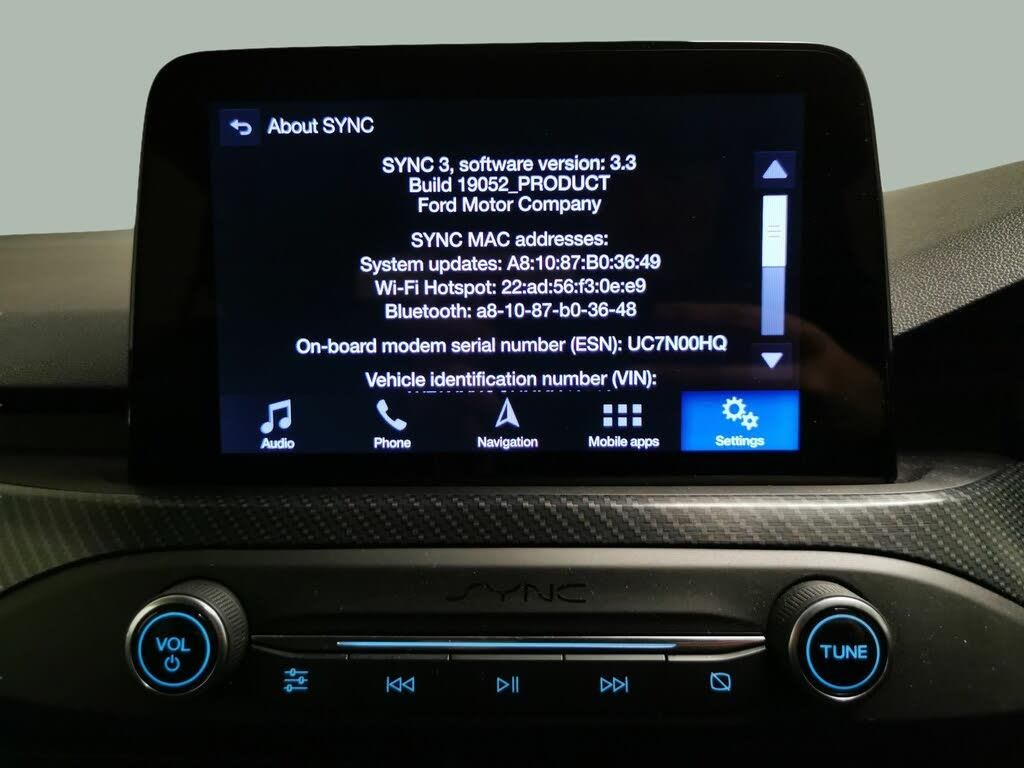 About SYNC
SYNC 3, software version: 3.3
Build 19052_PRODUCT
Ford Motor Company
SYNC MAC addresses:
System updates: A8:10:87:B0:36:49
Wi-Fi Hotspot: 22:ad:56:f3:0e:e9
Bluetooth: a8-10-87-b0-36-48
On-board modem serial number (ESN): UC7N00HQ
Vehicle identification number (VIN):
Audio
Phone
Navigation
Mobile apps
Settings
SYNC
VOL
TUNE